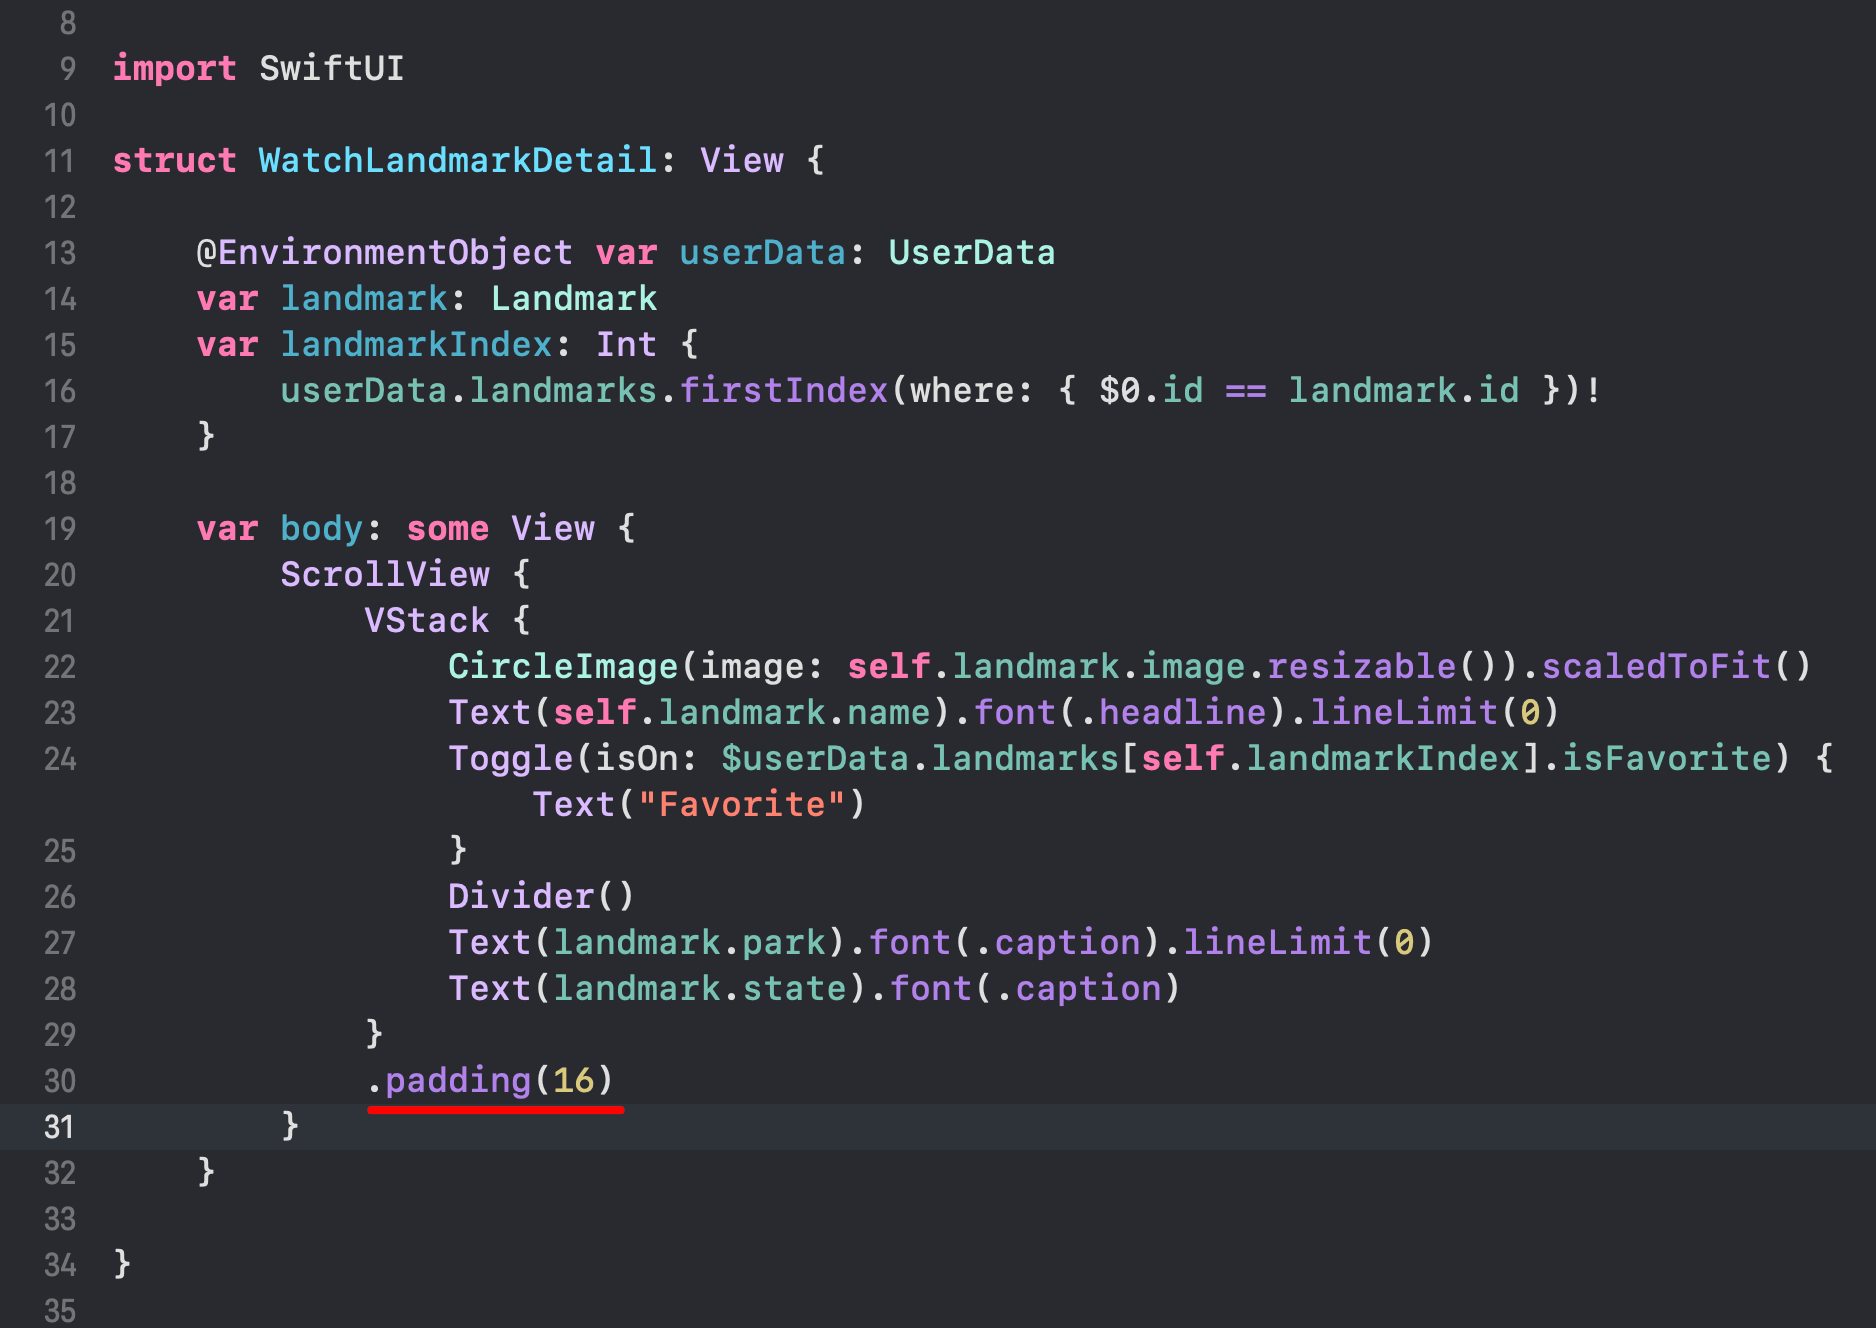 8
9 import SwiftUI
10
11 struct WatchLandmarkDetail: View {
12
13     @EnvironmentObject var userData: UserData
14     var landmark: Landmark
15     var landmarkIndex: Int {
16         userData.landmarks.firstIndex(where: { $0.id == landmark.id })!
17     }
18
19     var body: some View {
20         ScrollView {
21             VStack {
22                 CircleImage(image: self.landmark.image.resizable()).scaledToFit()
23                 Text(self.landmark.name).font(.headline).lineLimit(0)
24                 Toggle(isOn: $userData.landmarks[self.landmarkIndex].isFavorite) {
                       Text("Favorite")
25                 }
26                 Divider()
27                 Text(landmark.park).font(.caption).lineLimit(0)
28                 Text(landmark.state).font(.caption)
29             }
30             .padding(16)
31         }
32     }
33
34 }
35